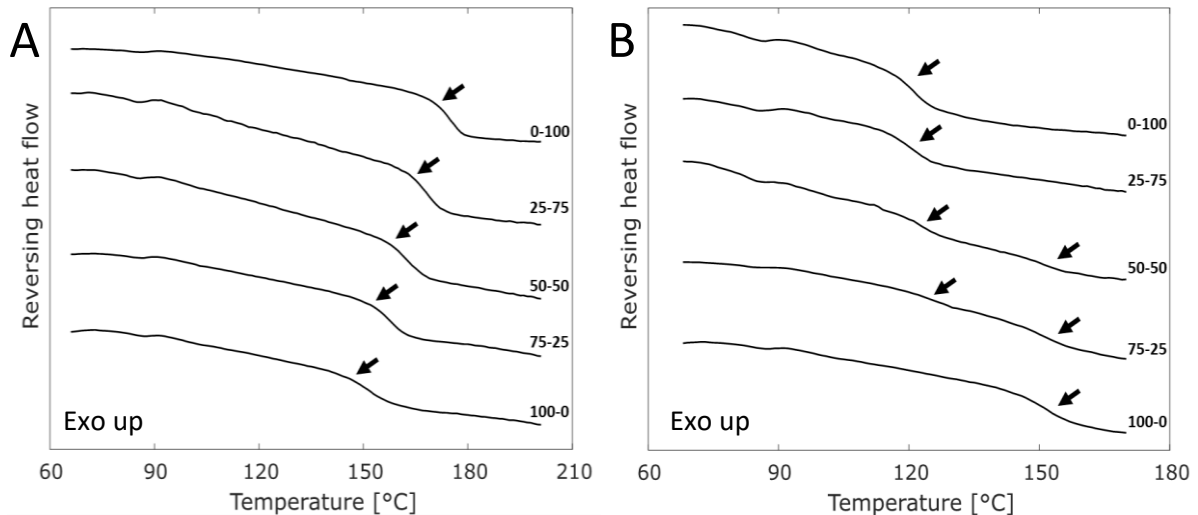 A
Reversing heat flow
0-100
25-75
50-50
75-25
100-0
Exo up
60 90 120 150 180 210
Temperature [°C]
B
Reversing heat flow
0-100
25-75
50-50
75-25
100-0
Exo up
60 90 120 150 180
Temperature [°C]